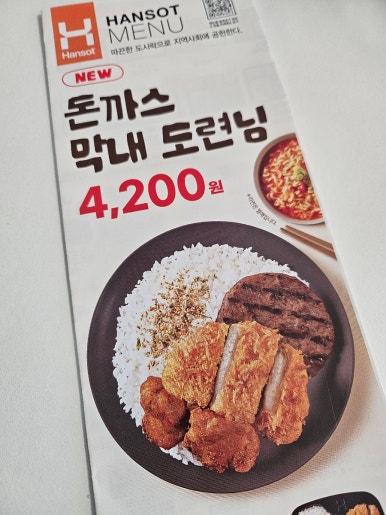 HANSOT
MENU
따끈한 도시락으로 지역사회에 공헌한다.
Hansot
NEW
돈까스
막내 도련님
4,200원